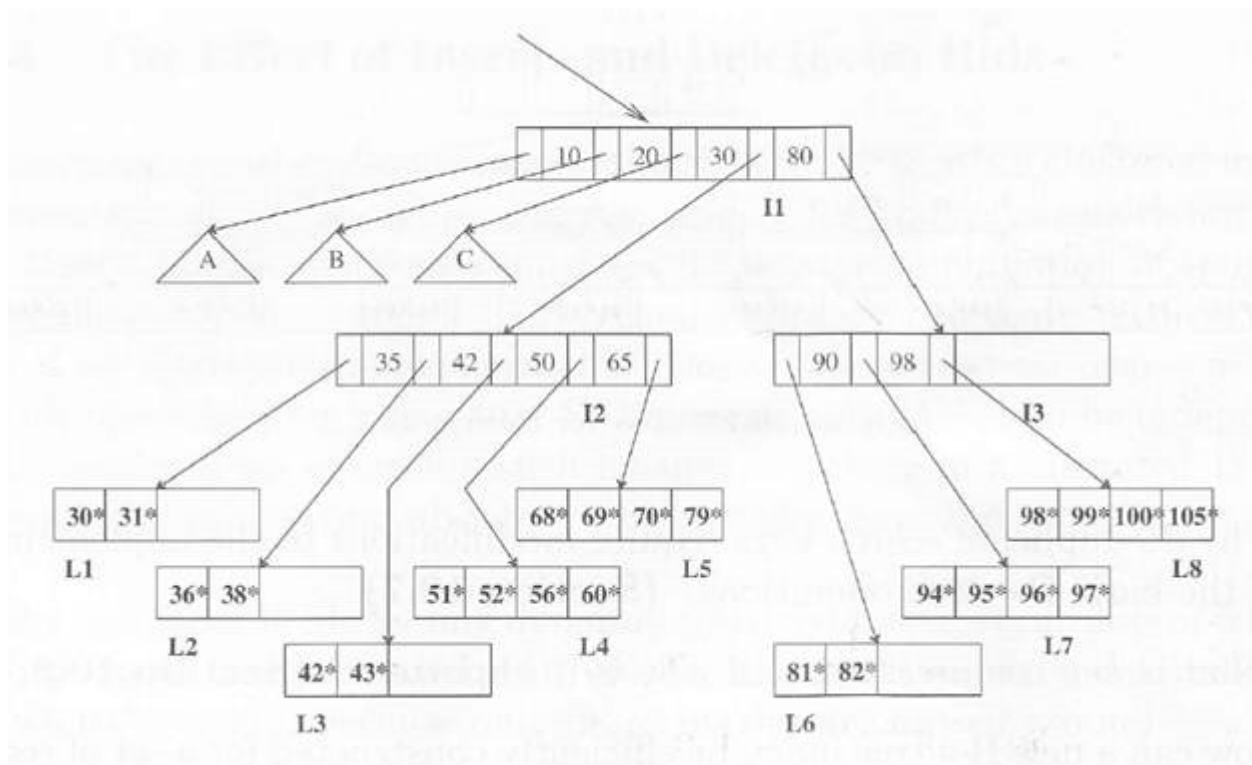 10 20 30 80
I1
A B C
35 42 50 65
90 98
I2
I3
30* 31*
68* 69* 70* 79*
98* 99* 100* 105*
L1
L5
L8
36* 38*
51* 52* 56* 60*
94* 95* 96* 97*
L2
L4
L7
42* 43*
81* 82*
L3
L6